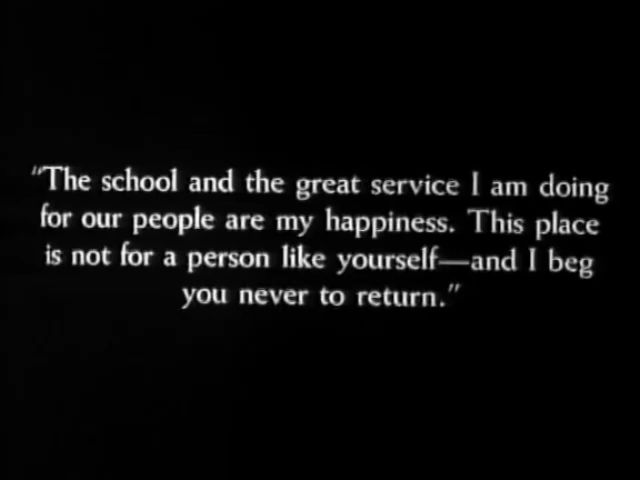 "The school and the great service I am doing
for our people are my happiness. This place
is not for a person like yourself—and I beg
you never to return."